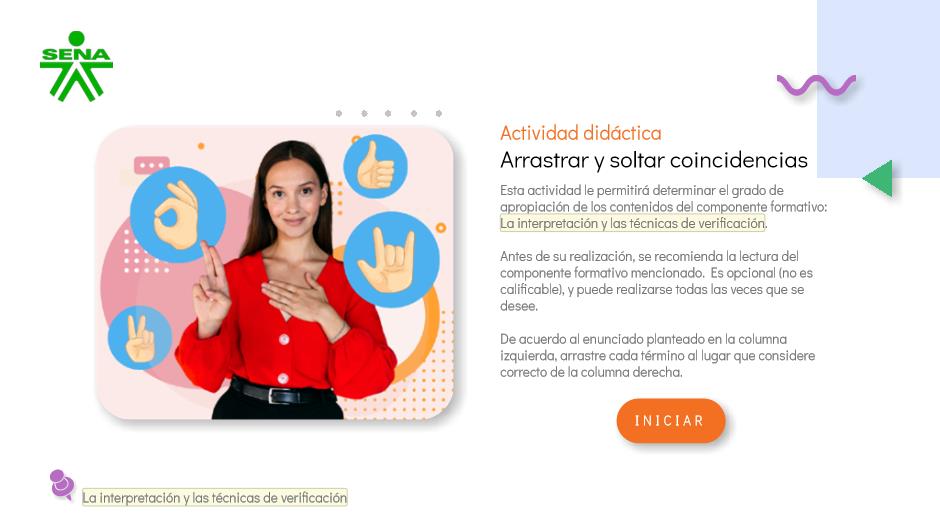 SENA
Actividad didáctica
Arrastrar y soltar coincidencias
Esta actividad le permitirá determinar el grado de
apropiación de los contenidos del componente formativo:
La interpretación y las técnicas de verificación.
Antes de su realización, se recomienda la lectura del
componente formativo mencionado. Es opcional (no es
calificable), y puede realizarse todas las veces que se
desee.
De acuerdo al enunciado planteado en la columna
izquierda, arrastre cada término al lugar que considere
correcto de la columna derecha.
INICIAR
La interpretación y las técnicas de verificación